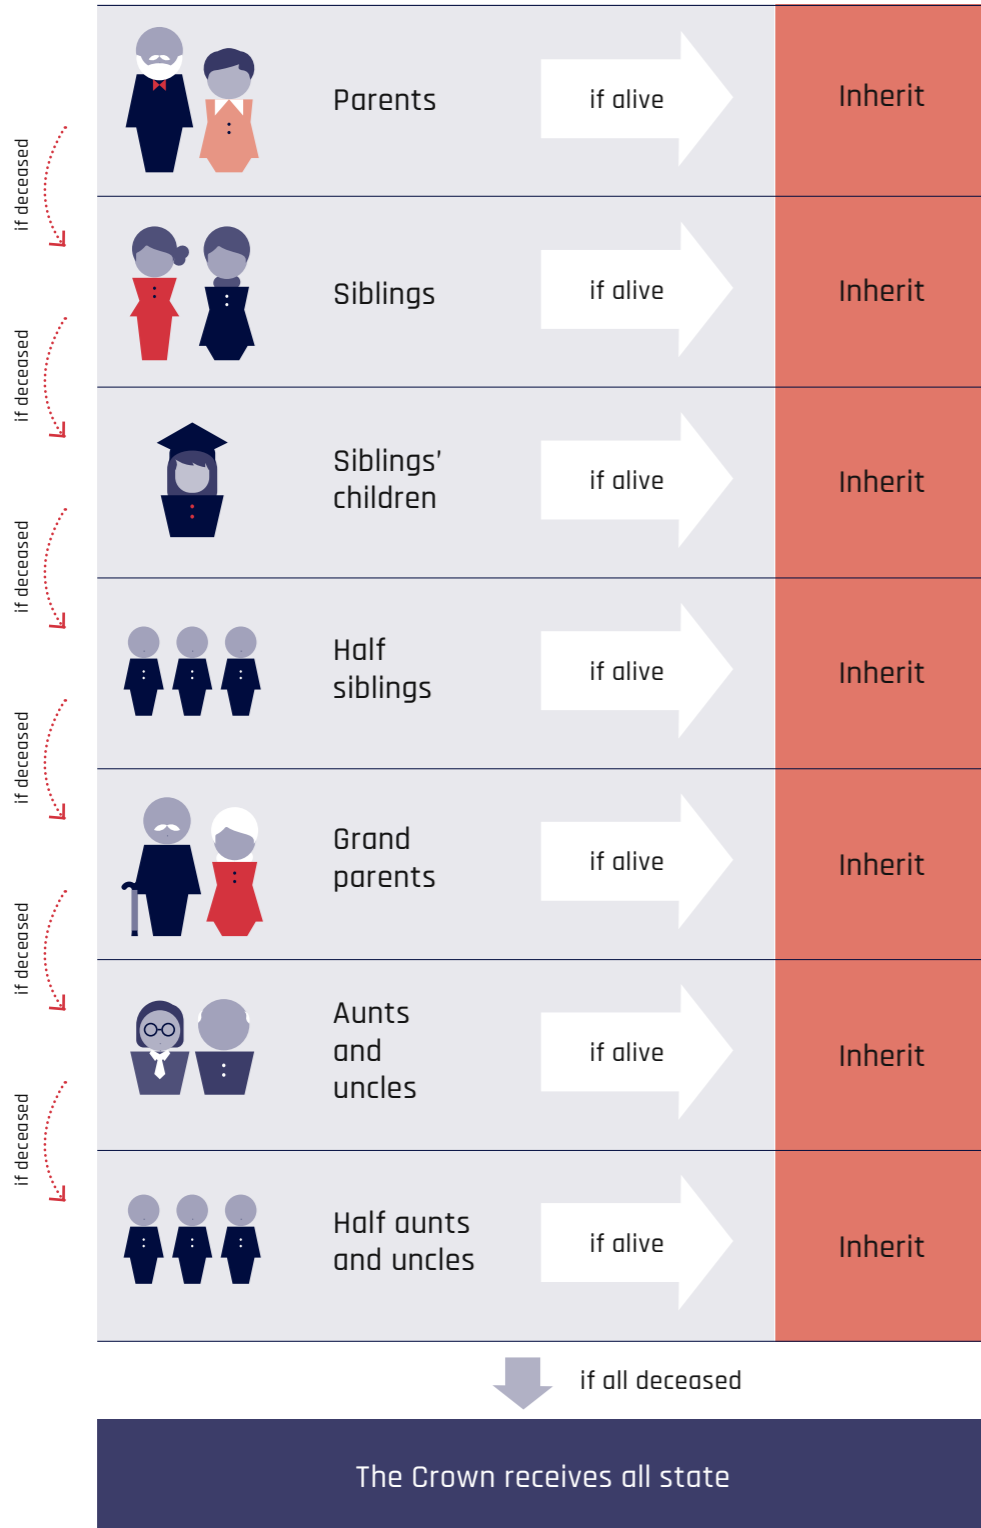 Parents
if alive
Inherit
if deceased
Siblings
if alive
Inherit
if deceased
Siblings’
children
if alive
Inherit
if deceased
Half
siblings
if alive
Inherit
if deceased
Grand
parents
if alive
Inherit
if deceased
Aunts
and
uncles
if alive
Inherit
if deceased
Half aunts
and uncles
if alive
Inherit
if all deceased
The Crown receives all state